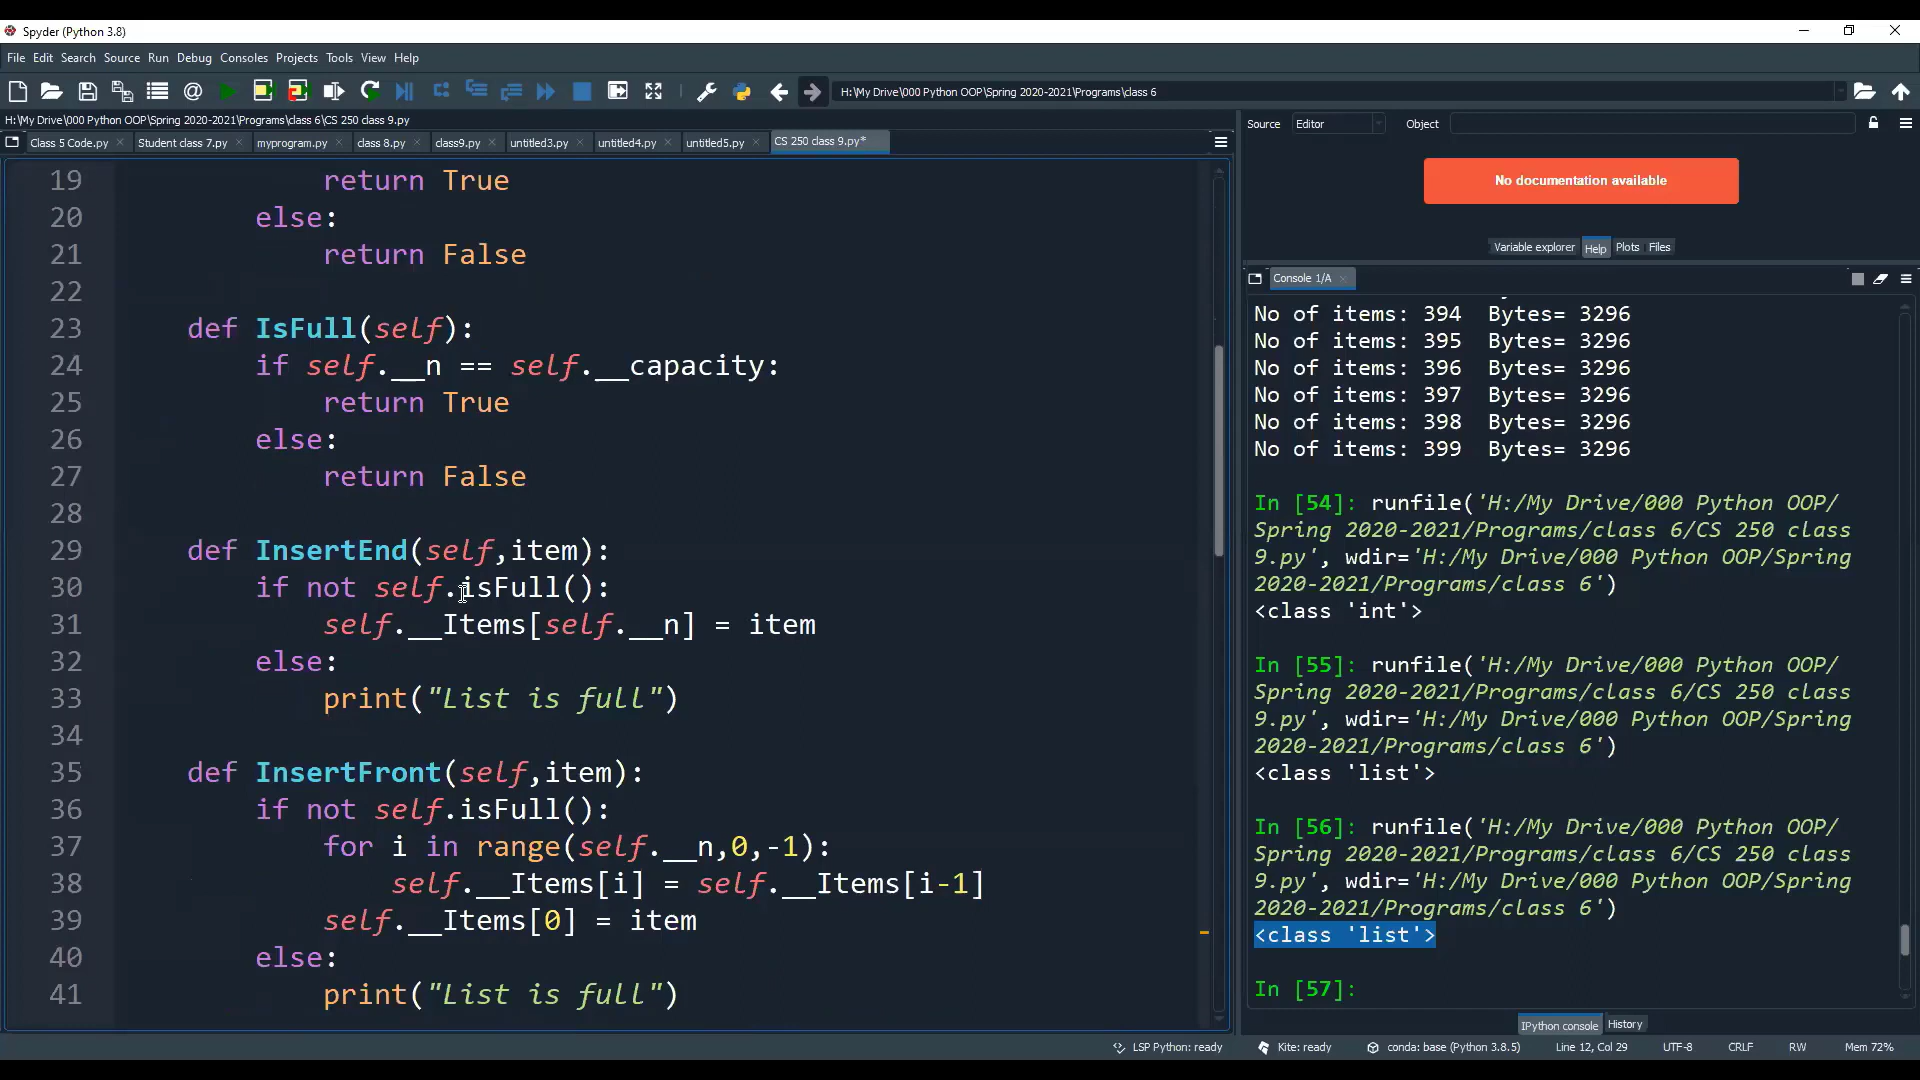 Spyder (Python 3.8)
File Edit Search Source Run Debug Consoles Projects Tools View Help
H:\My Drive\000 Python OOP\Spring 2020-2021\Programs\class 6
H:\My Drive\000 Python OOP\Spring 2020-2021\Programs\class 6\CS 250 class 9.py
Class 5 Code.py Student class 7.py myprogram.py class 8.py class9.py untitled3.py untitled4.py untitled5.py CS 250 class 9.py*
19 return True
20 else:
21 return False
22
23 def IsFull(self):
24 if self.__n == self.__capacity:
25 return True
26 else:
27 return False
28
29 def InsertEnd(self,item):
30 if not self.isFull():
31 self.__Items[self.__n] = item
32 else:
33 print("List is full")
34
35 def InsertFront(self,item):
36 if not self.isFull():
37 for i in range(self.__n,0,-1):
38 self.__Items[i] = self.__Items[i-1]
39 self.__Items[0] = item
40 else:
41 print("List is full")
Source Editor Object
No documentation available
Variable explorer Help Plots Files
Console 1/A
No of items: 394 Bytes= 3296
No of items: 395 Bytes= 3296
No of items: 396 Bytes= 3296
No of items: 397 Bytes= 3296
No of items: 398 Bytes= 3296
No of items: 399 Bytes= 3296
In [54]: runfile('H:/My Drive/000 Python OOP/
Spring 2020-2021/Programs/class 6/CS 250 class
9.py', wdir='H:/My Drive/000 Python OOP/Spring
2020-2021/Programs/class 6')
<class 'int'>
In [55]: runfile('H:/My Drive/000 Python OOP/
Spring 2020-2021/Programs/class 6/CS 250 class
9.py', wdir='H:/My Drive/000 Python OOP/Spring
2020-2021/Programs/class 6')
<class 'list'>
In [56]: runfile('H:/My Drive/000 Python OOP/
Spring 2020-2021/Programs/class 6/CS 250 class
9.py', wdir='H:/My Drive/000 Python OOP/Spring
2020-2021/Programs/class 6')
<class 'list'>
In [57]:
IPython console History
LSP Python: ready Kite: ready conda: base (Python 3.8.5) Line 12, Col 29 UTF-8 CRLF RW Mem 72%